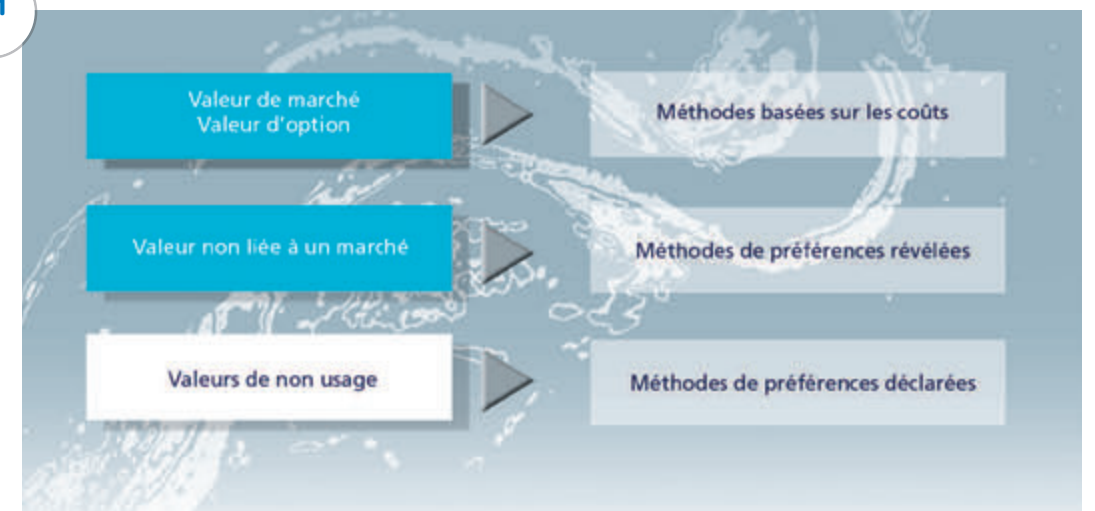 Valeur de marché
Valeur d'option
Méthodes basées sur les coûts
Valeur non liée à un marché
Méthodes de préférences révélées
Valeurs de non usage
Méthodes de préférences déclarées